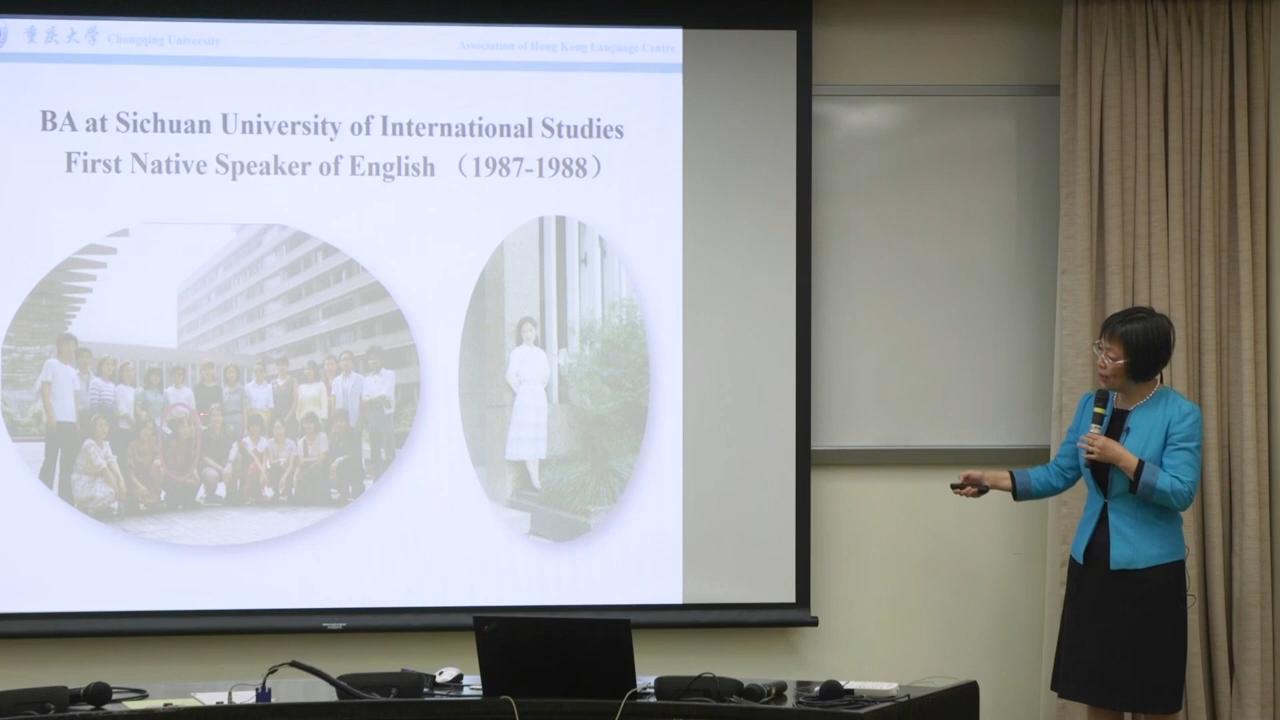 重庆大学 Chongqing University
Association of Hong Kong Language Centre
BA at Sichuan University of International Studies
First Native Speaker of English （1987-1988）